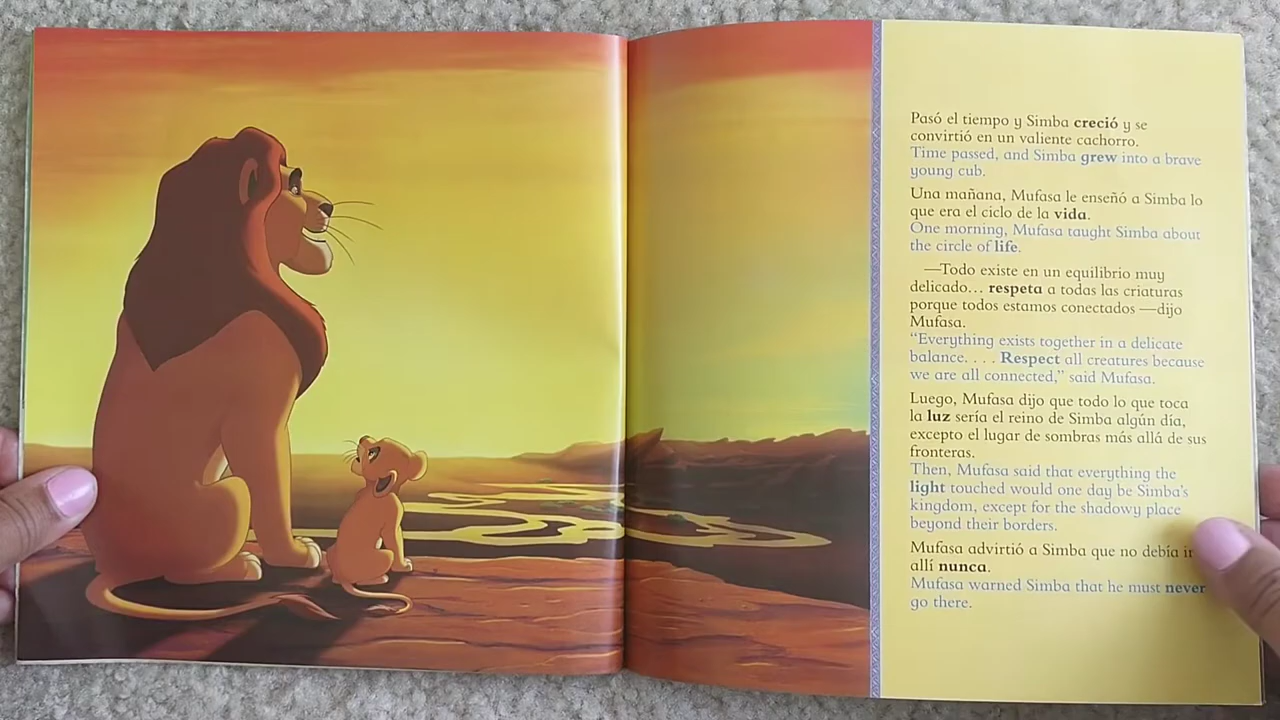 Pasó el tiempo y Simba creció y se
convirtió en un valiente cachorro.
Time passed, and Simba grew into a brave
young cub.
Una mañana, Mufasa le enseñó a Simba lo
que era el ciclo de la vida.
One morning, Mufasa taught Simba about
the circle of life.
—Todo existe en un equilibrio muy
delicado... respeta a todas las criaturas
porque todos estamos conectados —dijo
Mufasa.
“Everything exists together in a delicate
balance. . . . Respect all creatures because
we are all connected,” said Mufasa.
Luego, Mufasa dijo que todo lo que toca
la luz sería el reino de Simba algún día,
excepto el lugar de sombras más allá de sus
fronteras.
Then, Mufasa said that everything the
light touched would one day be Simba’s
kingdom, except for the shadowy place
beyond their borders.
Mufasa advirtió a Simba que no debía ir
allí nunca.
Mufasa warned Simba that he must never
go there.